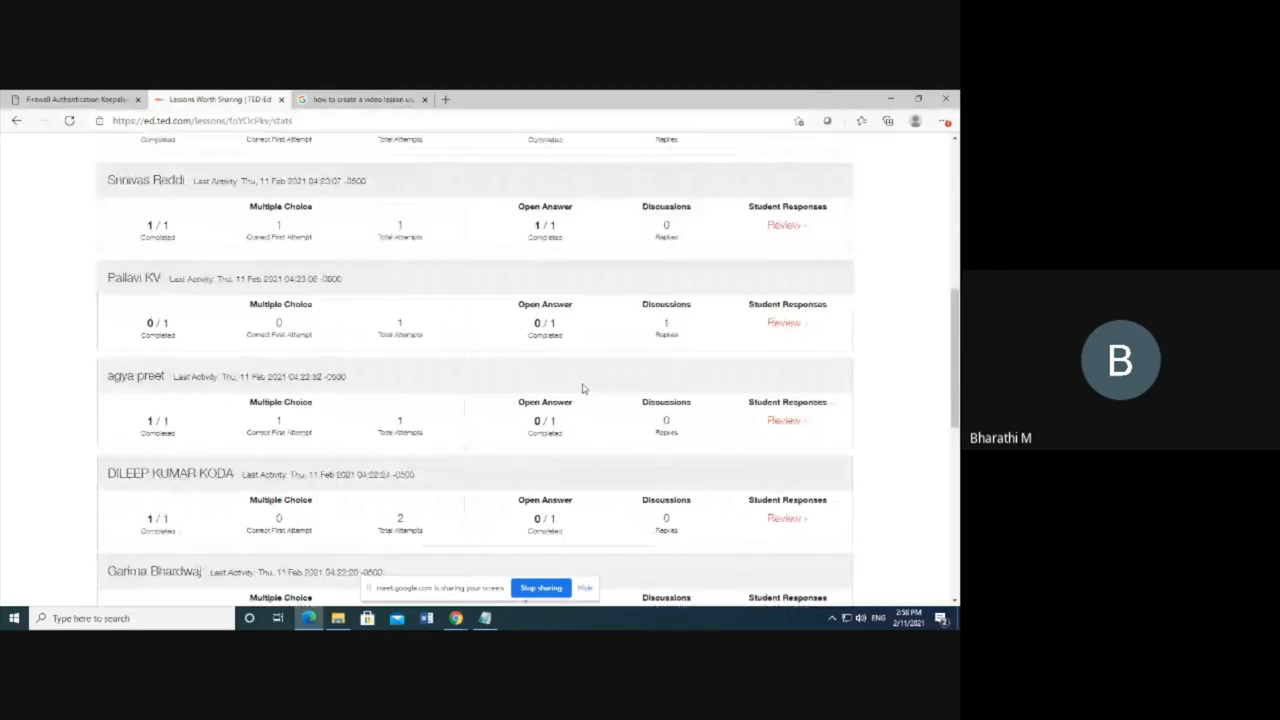 Firewall Authentication Keepaliv
Lessons Worth Sharing | TED-Ed
how to create a video lesson us
https://ed.ted.com/lessons/foYOcPkv/stats
Completed Correct First Attempt Total Attempts Completed Replies
Srinivas Reddi Last Activity: Thu, 11 Feb 2021 04:23:07 -0500
Multiple Choice Open Answer Discussions Student Responses
1 / 1 1 1 1 / 1 0 Review
Completed Correct First Attempt Total Attempts Completed Replies
Pallavi KV Last Activity: Thu, 11 Feb 2021 04:23:06 -0500
Multiple Choice Open Answer Discussions Student Responses
0 / 1 0 1 0 / 1 1 Review
Completed Correct First Attempt Total Attempts Completed Replies
agya preet Last Activity: Thu, 11 Feb 2021 04:22:32 -0500
Multiple Choice Open Answer Discussions Student Responses
1 / 1 1 1 0 / 1 0 Review
Completed Correct First Attempt Total Attempts Completed Replies
DILEEP KUMAR KODA Last Activity: Thu, 11 Feb 2021 04:22:24 -0500
Multiple Choice Open Answer Discussions Student Responses
1 / 1 0 2 0 / 1 0 Review
Completed Correct First Attempt Total Attempts Completed Replies
Garima Bhardwaj Last Activity: Thu, 11 Feb 2021 04:22:20 -0500
meet.google.com is sharing your screen. Stop sharing Hide
Multiple Choice Discussions Student Responses
Type here to search
ENG
2:58 PM
2/11/2021
B
Bharathi M